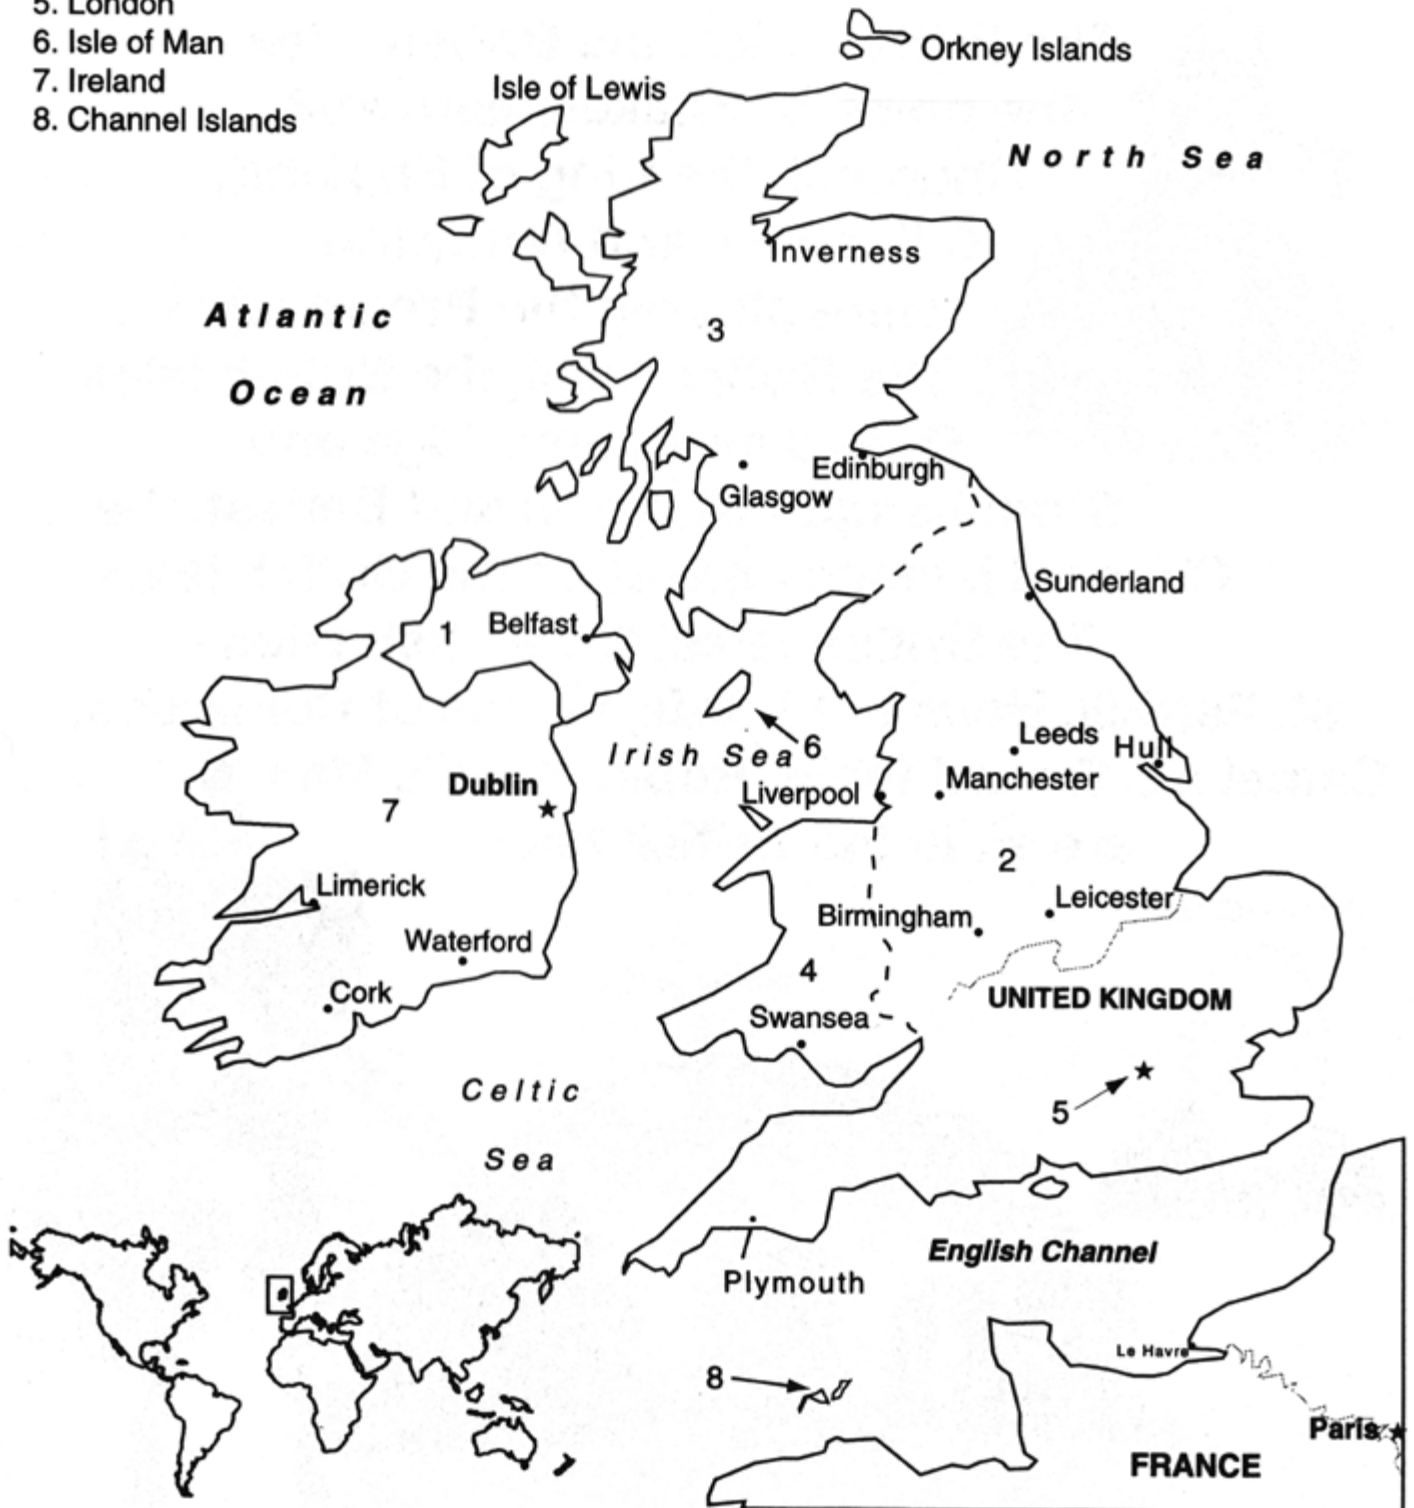 5. London
6. Isle of Man
7. Ireland
8. Channel Islands
Orkney Islands
Isle of Lewis
North Sea
Inverness
Atlantic
Ocean
3
Edinburgh
Glasgow
Sunderland
1
Belfast
6
Irish Sea
Leeds
Hull
Manchester
Liverpool
Dublin
7
2
Limerick
Leicester
Birmingham
Waterford
4
Cork
UNITED KINGDOM
Swansea
Celtic
Sea
5
English Channel
Plymouth
Le Havre
8
Paris
FRANCE